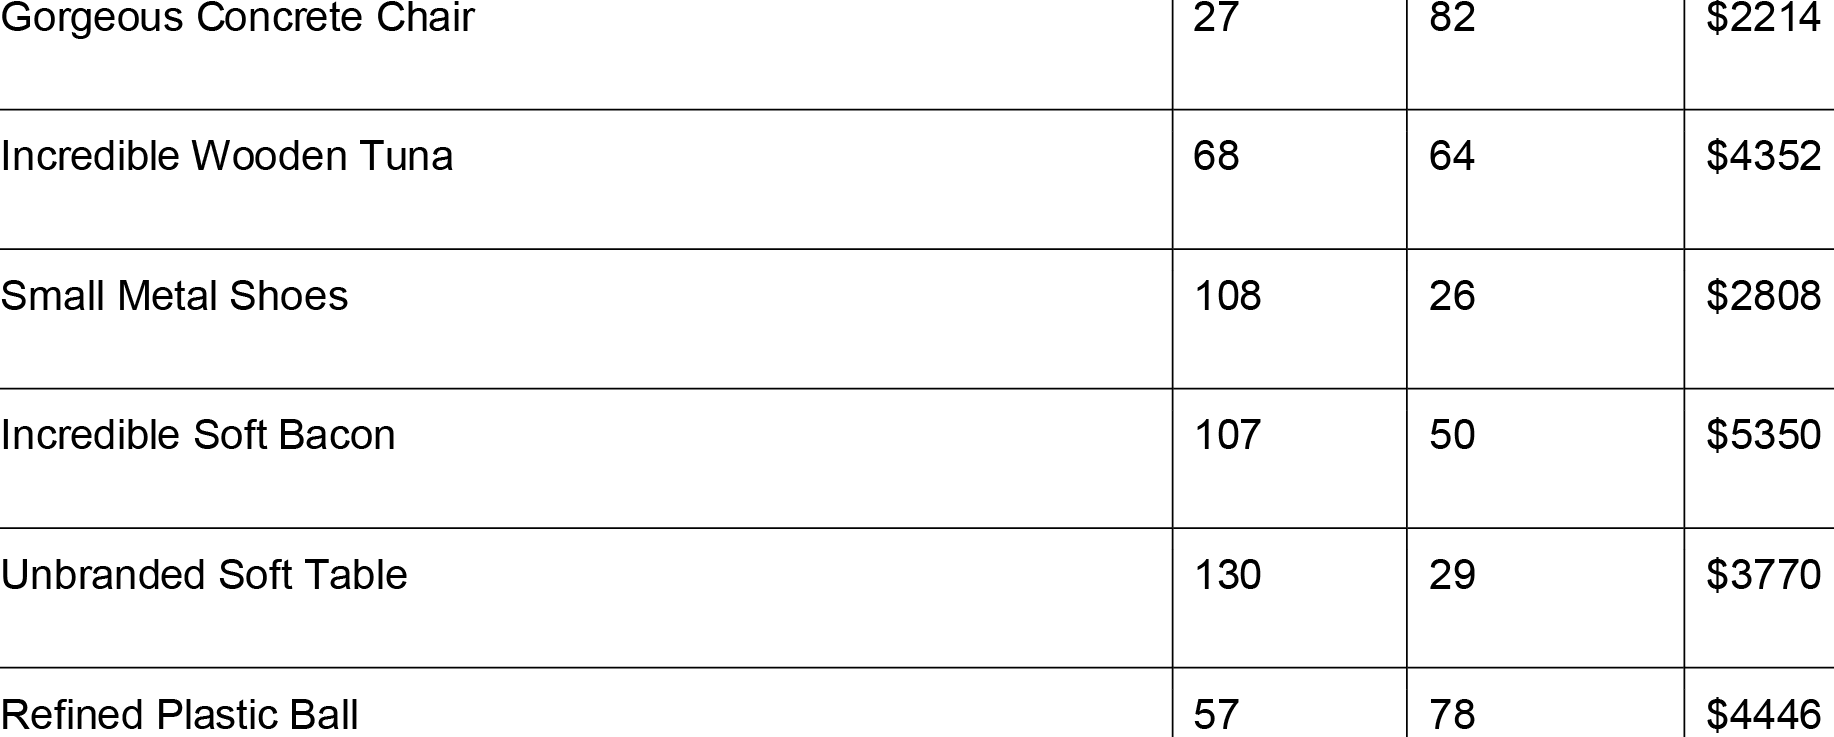 Gorgeous Concrete Chair 27 82 $2214
Incredible Wooden Tuna 68 64 $4352
Small Metal Shoes 108 26 $2808
Incredible Soft Bacon 107 50 $5350
Unbranded Soft Table 130 29 $3770
Refined Plastic Ball 57 78 $4446